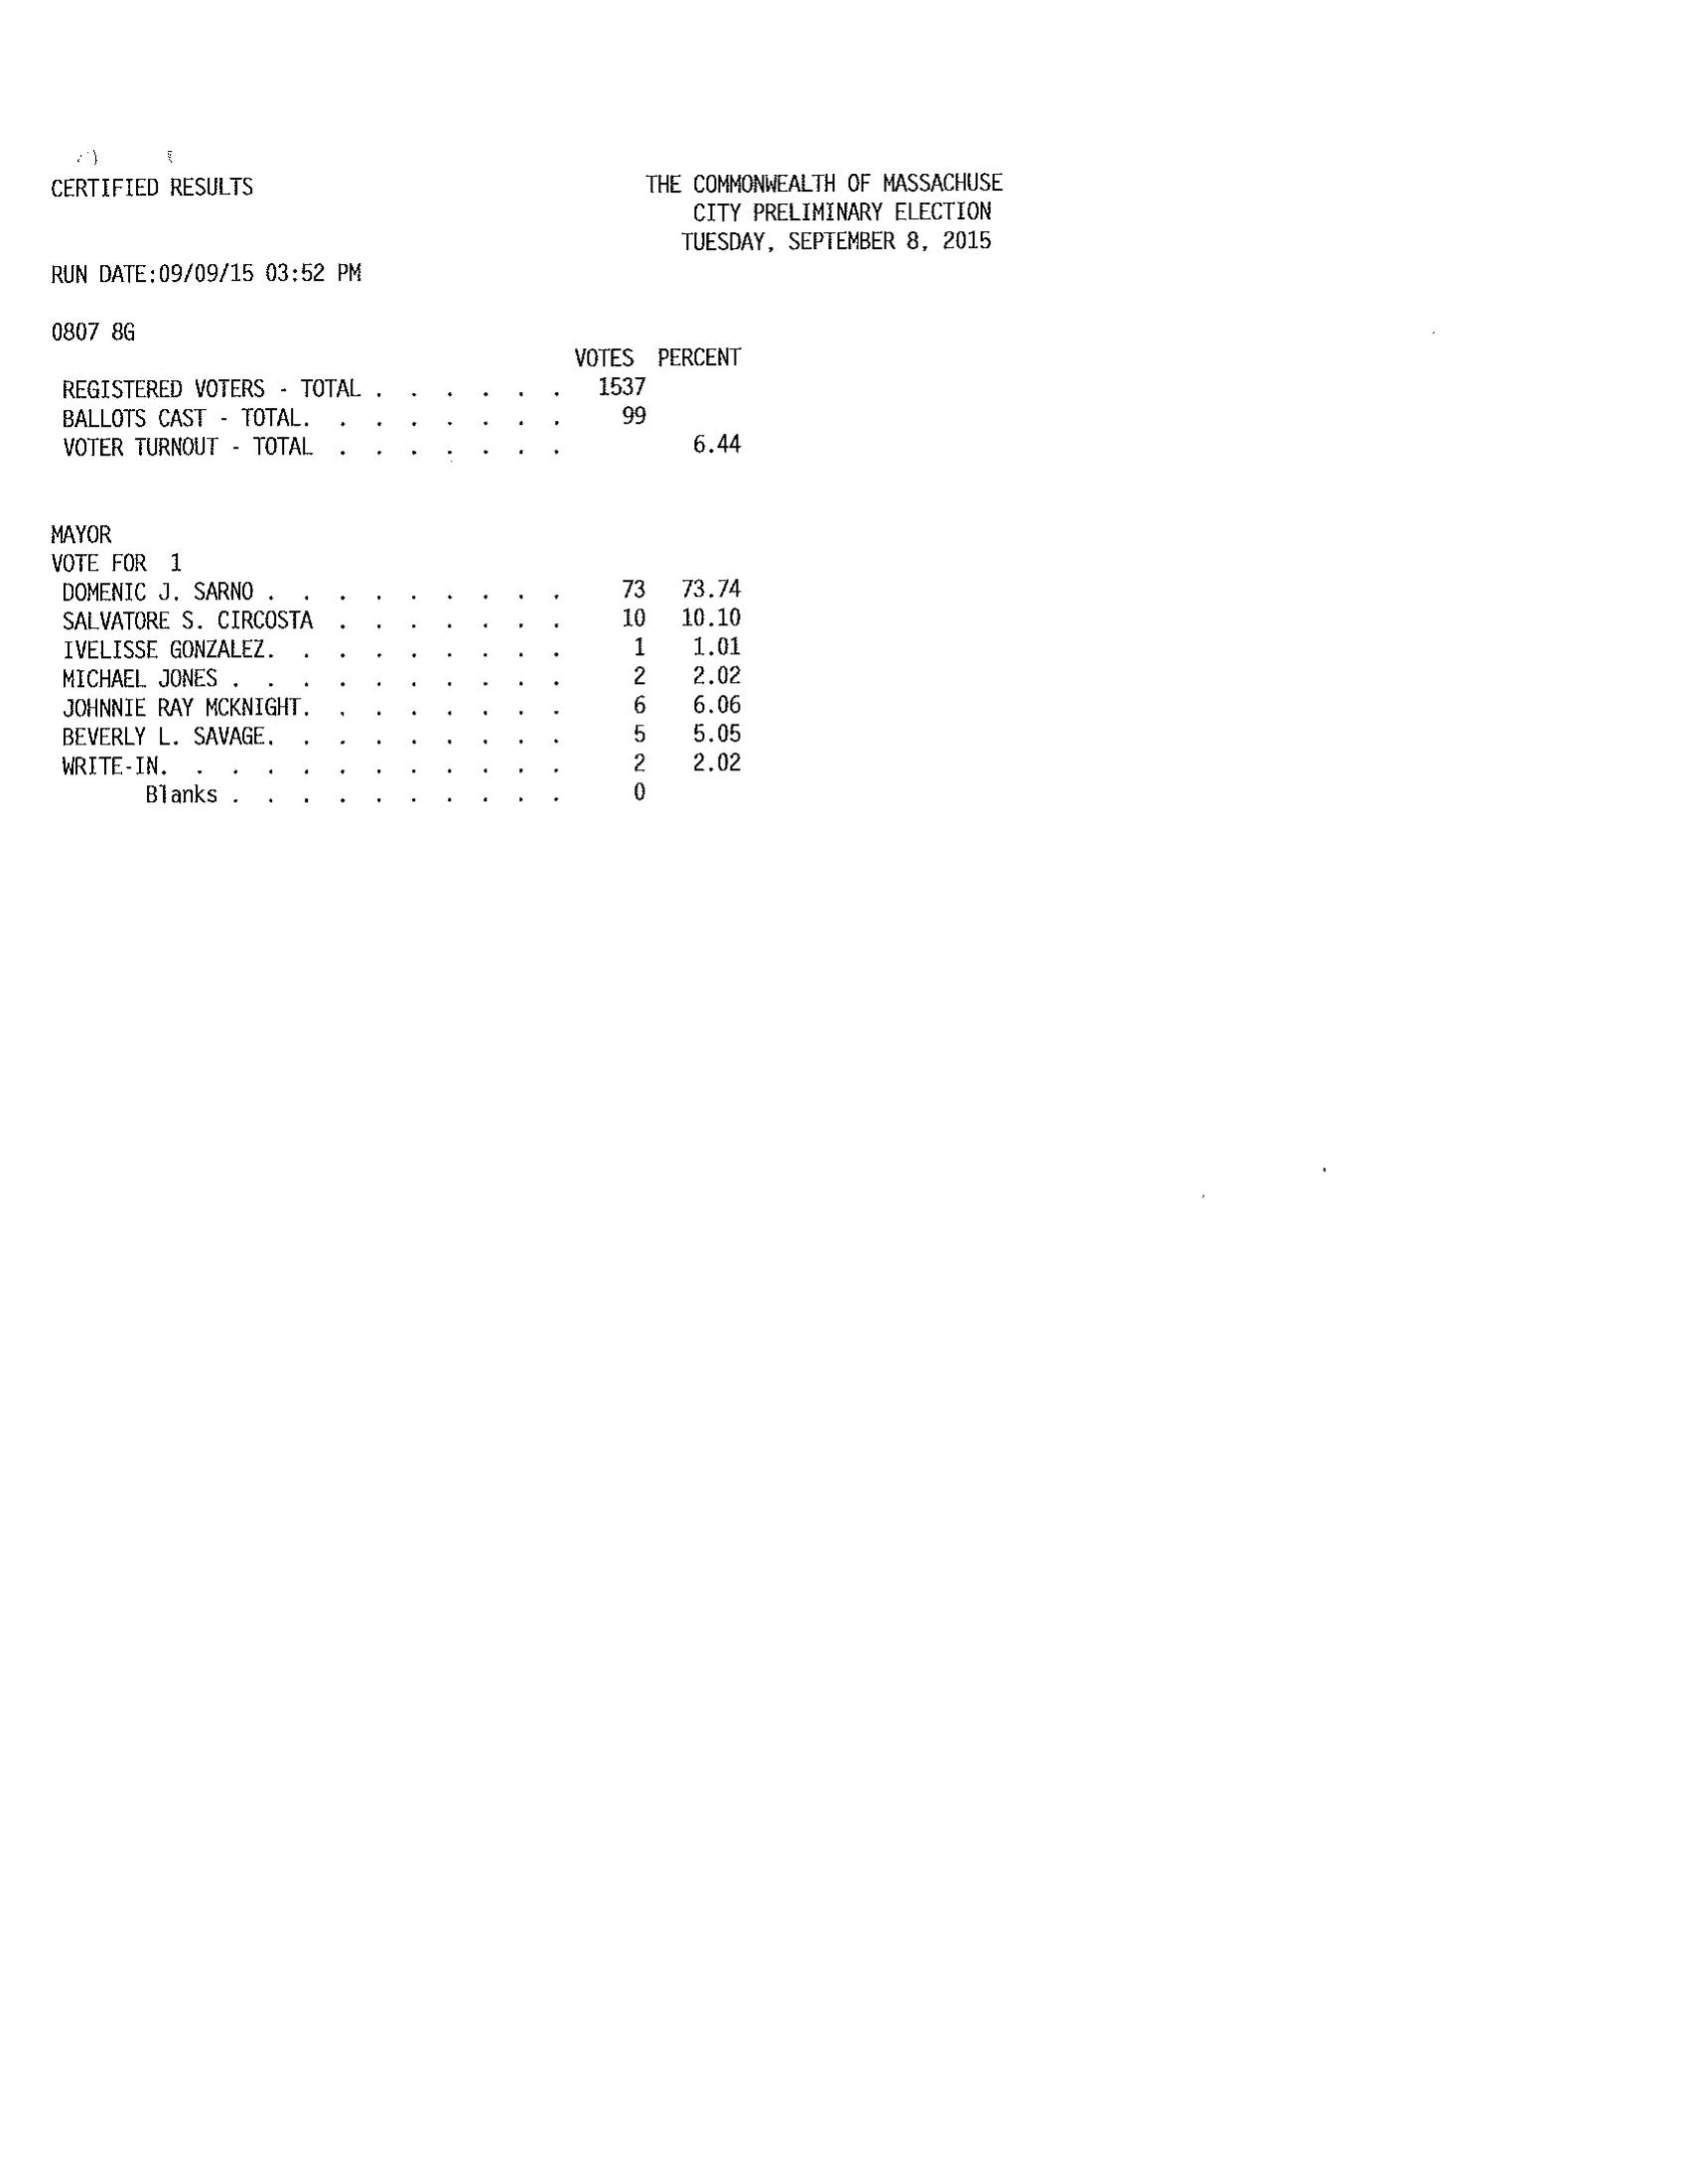 CERTIFIED RESULTS THE COMMONWEALTH OF MASSACHUSE
CITY PRELIMINARY ELECTION
TUESDAY, SEPTEMBER 8, 2015
RUN DATE:09/09/15 03:52 PM
0807 8G
VOTES PERCENT
REGISTERED VOTERS - TOTAL . . . . . . 1537
BALLOTS CAST - TOTAL. . . . . . . . 99
VOTER TURNOUT - TOTAL . . . . . . . 6.44
MAYOR
VOTE FOR 1
DOMENIC J. SARNO . . . . . . . . . 73 73.74
SALVATORE S. CIRCOSTA . . . . . . . 10 10.10
IVELISSE GONZALEZ. . . . . . . . . 1 1.01
MICHAEL JONES . . . . . . . . . . 2 2.02
JOHNNIE RAY MCKNIGHT. . . . . . . . 6 6.06
BEVERLY L. SAVAGE. . . . . . . . . 5 5.05
WRITE-IN. . . . . . . . . . . . 2 2.02
Blanks . . . . . . . . . . 0